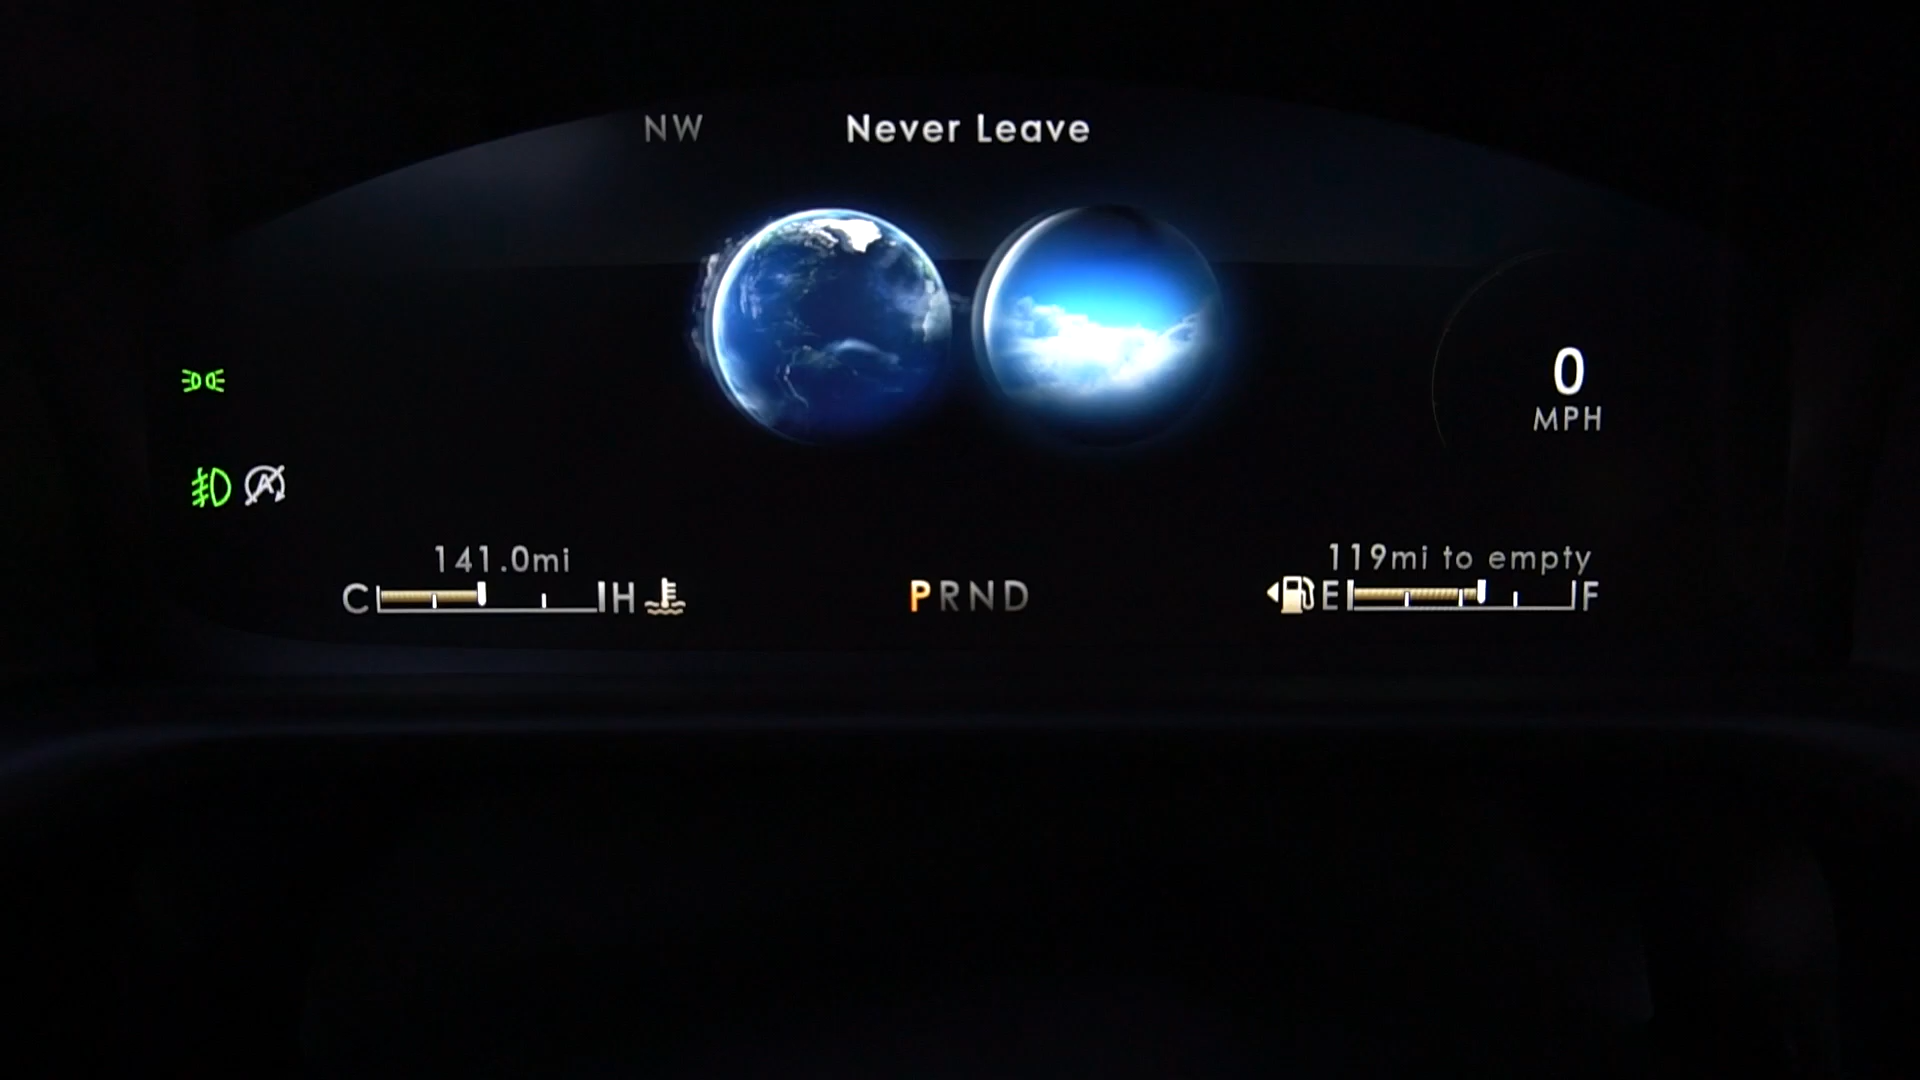 NW
Never Leave
0
MPH
141.0mi
119mi to empty
C H
PRND
E F